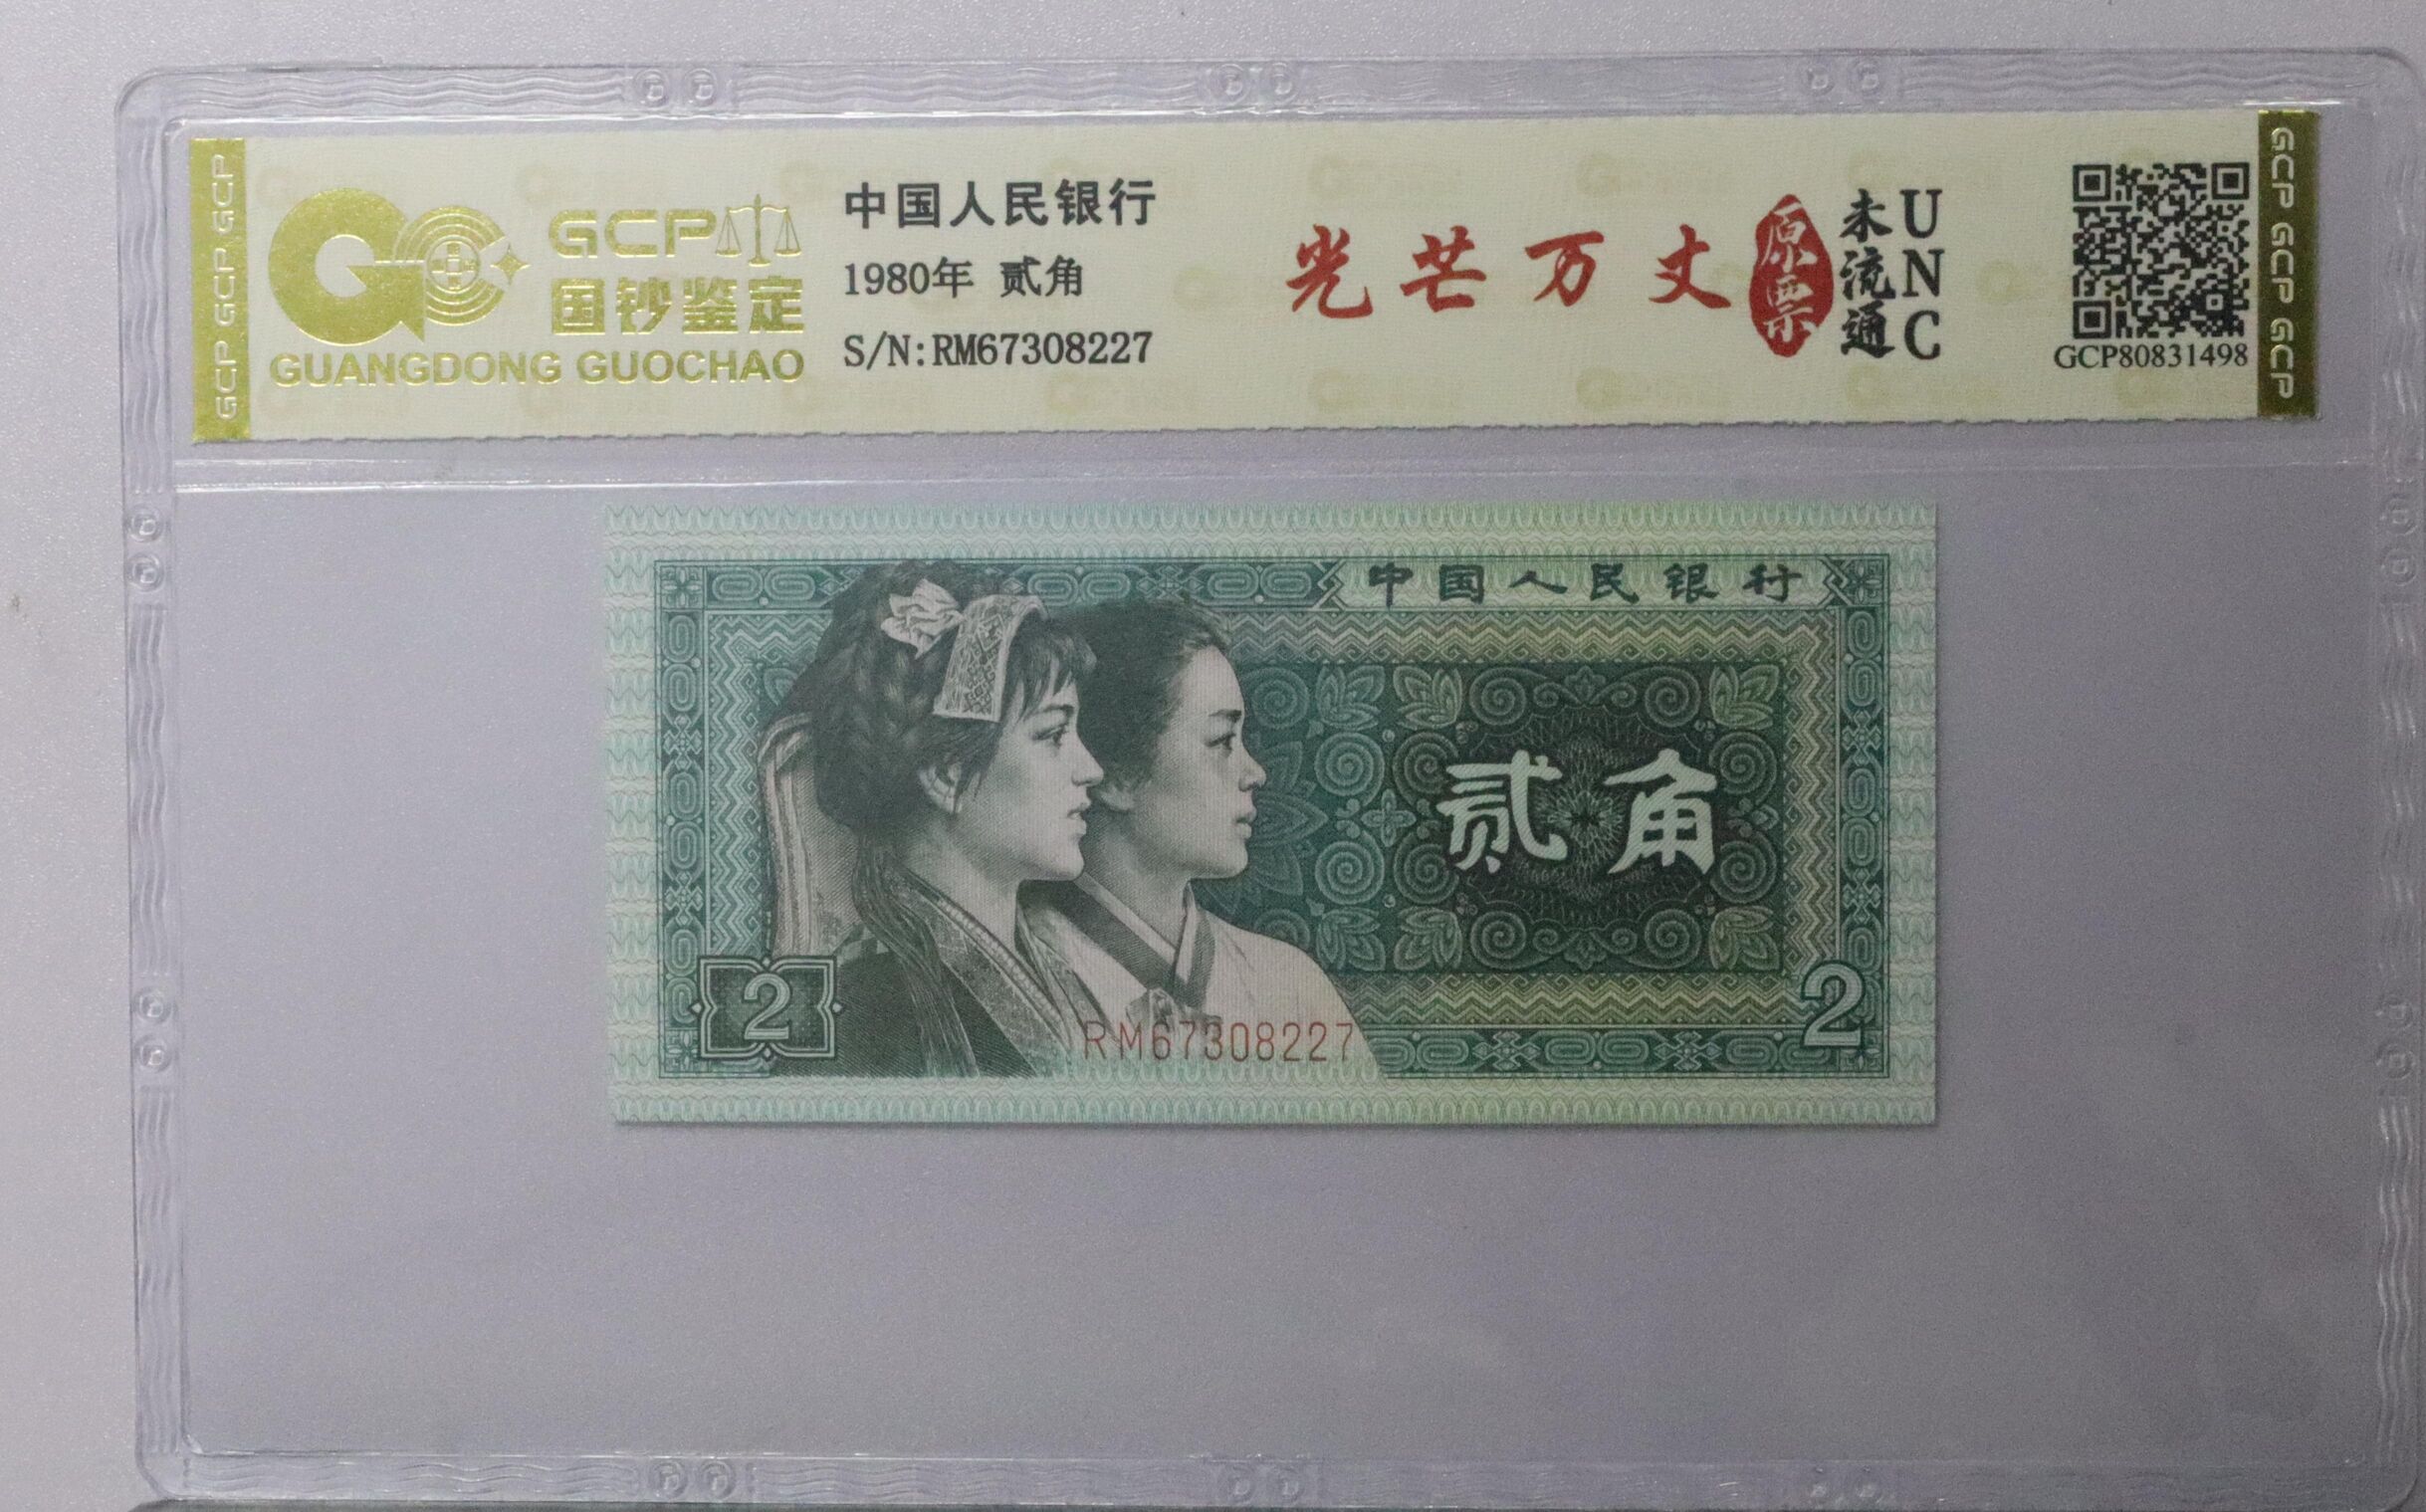 GCP GCP GCP
GCP
国钞鉴定
GUANGDONG GUOCHAO
中国人民银行
1980年 贰角
S/N:RM67308227
光芒万丈
原票
未流通
UNC
GCP80831498
GCP GCP GCP
中国人民银行
贰角
2
RM67308227
2